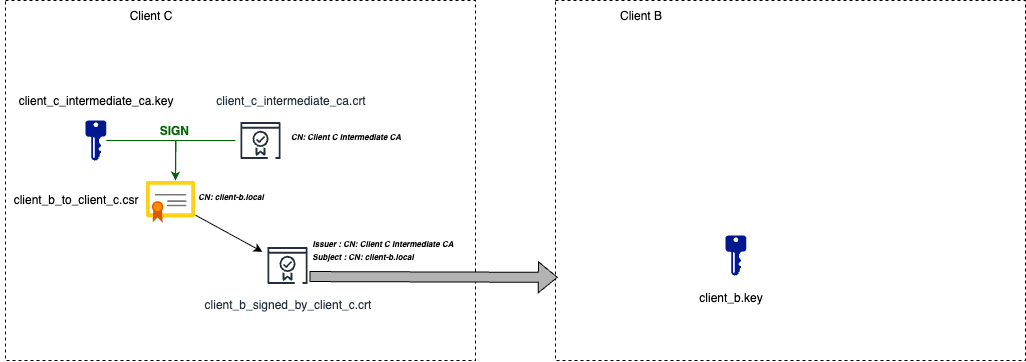 Client C
Client B
client_c_intermediate_ca.key
client_c_intermediate_ca.crt
SIGN
CN: Client C Intermediate CA
client_b_to_client_c.csr
CN: client-b.local
Issuer : CN: Client C Intermediate CA
Subject : CN: client-b.local
client_b_signed_by_client_c.crt
client_b.key